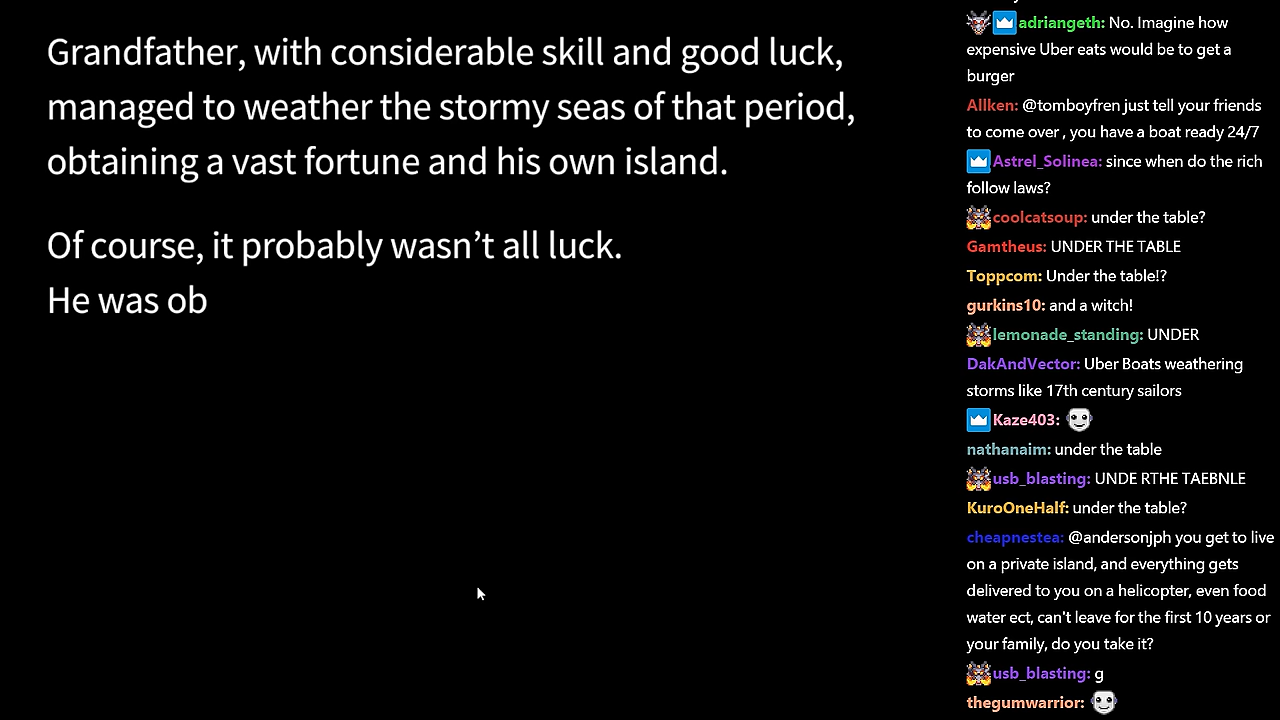 Grandfather, with considerable skill and good luck,
managed to weather the stormy seas of that period,
obtaining a vast fortune and his own island.
Of course, it probably wasn't all luck.
He was ob
adriangeth: No. Imagine how
expensive Uber eats would be to get a
burger
Allken: @tomboyfren just tell your friends
to come over , you have a boat ready 24/7
Astrel_Solinea: since when do the rich
follow laws?
coolcatsoup: under the table?
Gamtheus: UNDER THE TABLE
Toppcom: Under the table!?
gurkins10: and a witch!
lemonade_standing: UNDER
DakAndVector: Uber Boats weathering
storms like 17th century sailors
Kaze403:
nathanaim: under the table
usb_blasting: UNDE RTHE TAEBNLE
KuroOneHalf: under the table?
cheapnestea: @andersonjph you get to live
on a private island, and everything gets
delivered to you on a helicopter, even food
water ect, can't leave for the first 10 years or
your family, do you take it?
usb_blasting: g
thegumwarrior: